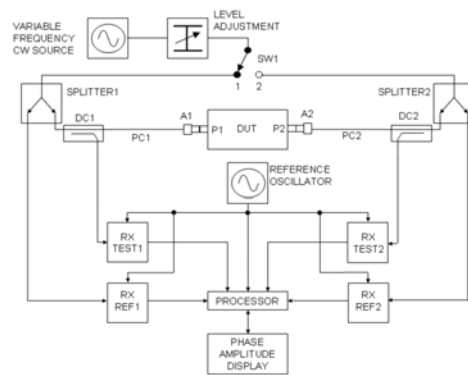 VARIABLE
FREQUENCY
CW SOURCE
LEVEL
ADJUSTMENT
SW1
1 2
SPLITTER1
SPLITTER2
DC1
PC1
A1
P1
DUT
P2
A2
PC2
DC2
REFERENCE
OSCILLATOR
RX
TEST1
RX
TEST2
RX
REF1
PROCESSOR
RX
REF2
PHASE
AMPLITUDE
DISPLAY